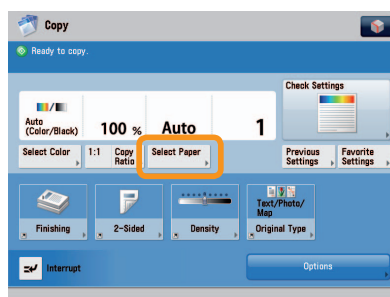 Copy
Ready to copy.
Check Settings
Auto
(Color/Black)
100 %
Auto
1
Select Color
1:1
Copy
Ratio
Select Paper
Previous
Settings
Favorite
Settings
Finishing
2-Sided
Density
Text/Photo/
Map
Original Type
Interrupt
Options